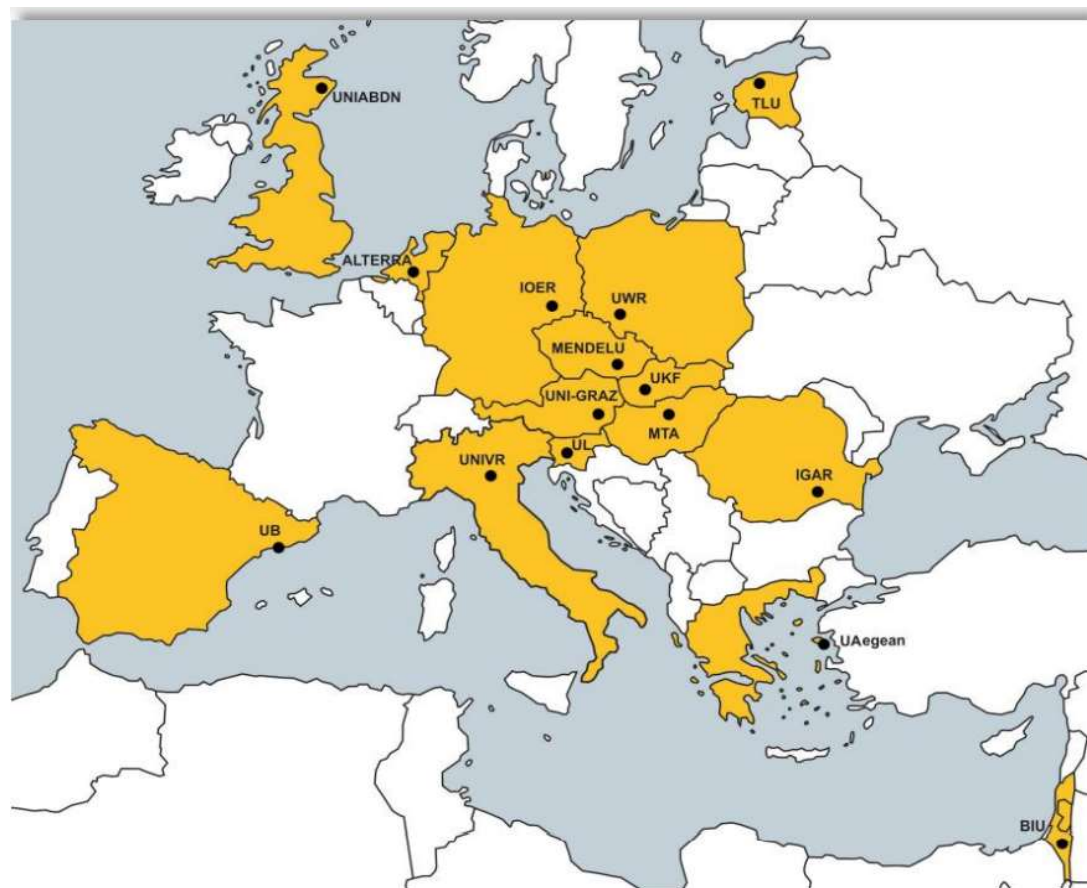 UNIABDN
TLU
ALTERRA
IOER
UWR
MENDELU
UKF
UNI-GRAZ
MTA
UL
UNIVR
IGAR
UB
UAegean
BIU